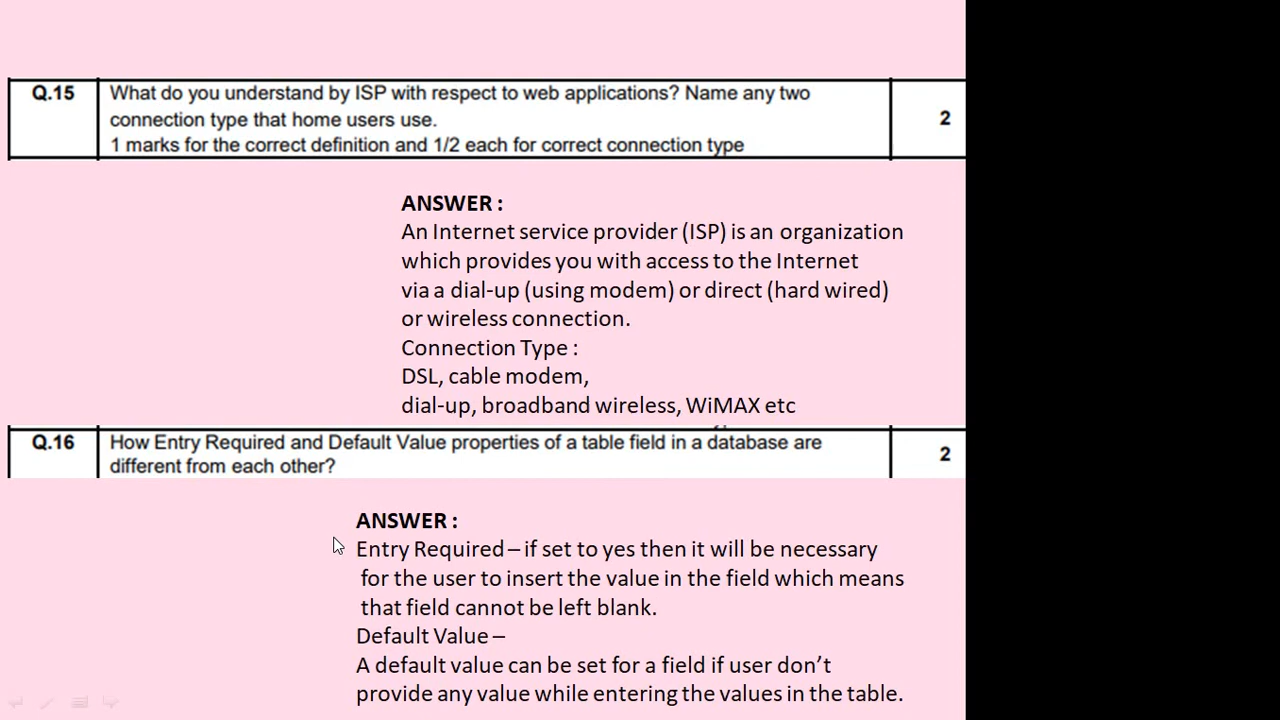 Q.15
What do you understand by ISP with respect to web applications? Name any two
connection type that home users use.
1 marks for the correct definition and 1/2 each for correct connection type
2
ANSWER :
An Internet service provider (ISP) is an organization
which provides you with access to the Internet
via a dial-up (using modem) or direct (hard wired)
or wireless connection.
Connection Type :
DSL, cable modem,
dial-up, broadband wireless, WiMAX etc
Q.16
How Entry Required and Default Value properties of a table field in a database are
different from each other?
2
ANSWER :
Entry Required – if set to yes then it will be necessary
for the user to insert the value in the field which means
that field cannot be left blank.
Default Value –
A default value can be set for a field if user don’t
provide any value while entering the values in the table.